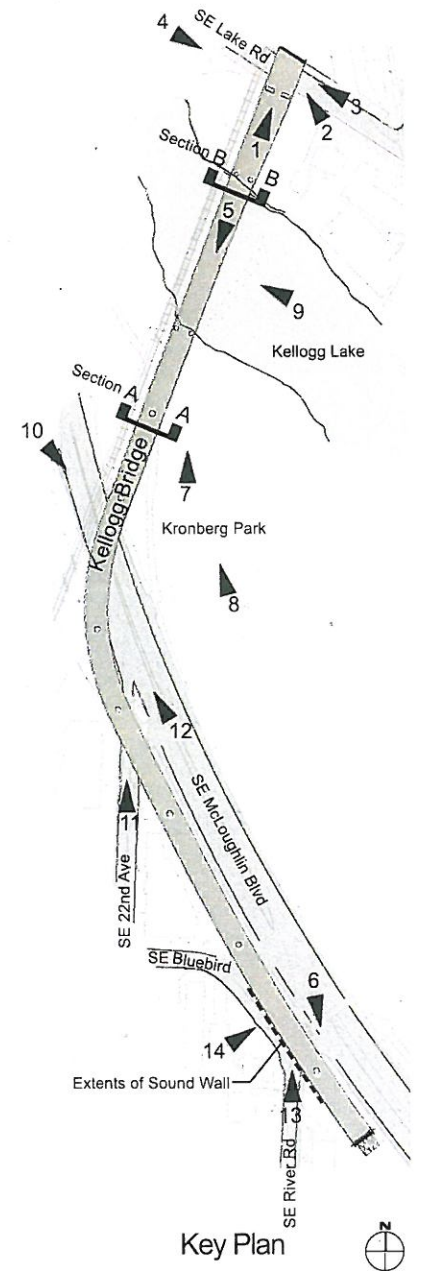 4
SE Lake Rd
3
2
1
Section B
B
5
9
Kellogg Lake
Section A
A
10
7
Kellogg Bridge
Kronberg Park
8
12
11
SE McLoughlin Blvd
SE 22nd Ave
SE Bluebird
6
14
Extents of Sound Wall
13
SE River Rd
Key Plan
N